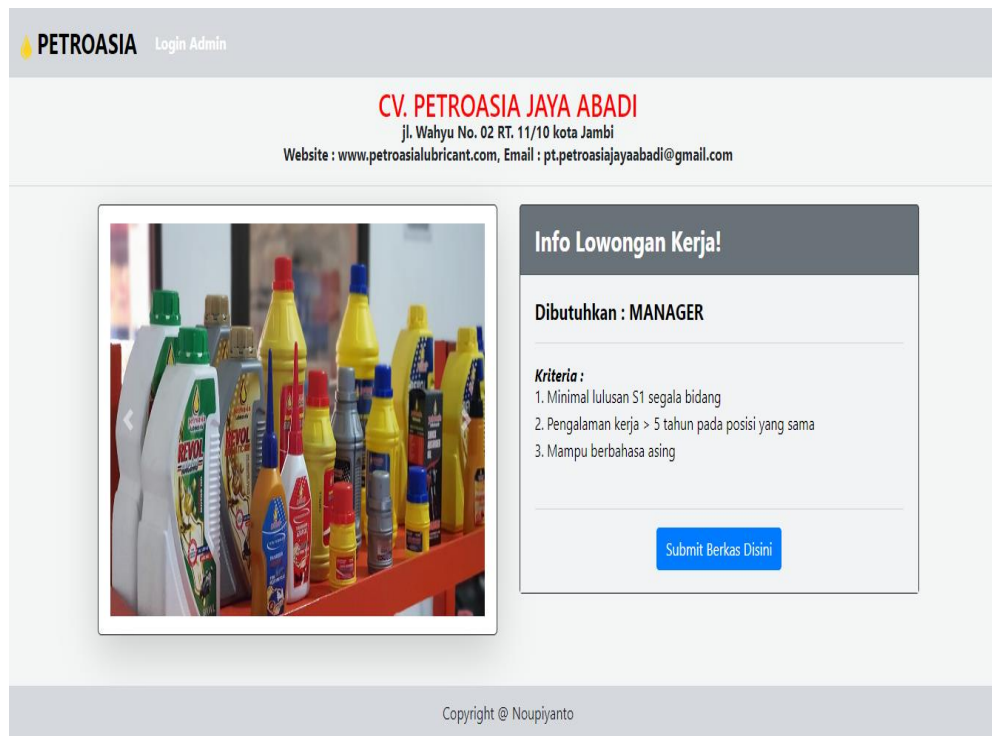 PETROASIA Login Admin
CV. PETROASIA JAYA ABADI
jl. Wahyu No. 02 RT. 11/10 kota Jambi
Website : www.petroasialubricant.com, Email : pt.petroasiajayaabadi@gmail.com
REVOL
Info Lowongan Kerja!
Dibutuhkan : MANAGER
Kriteria :
1. Minimal lulusan S1 segala bidang
2. Pengalaman kerja > 5 tahun pada posisi yang sama
3. Mampu berbahasa asing
Submit Berkas Disini
Copyright @ Noupiyanto